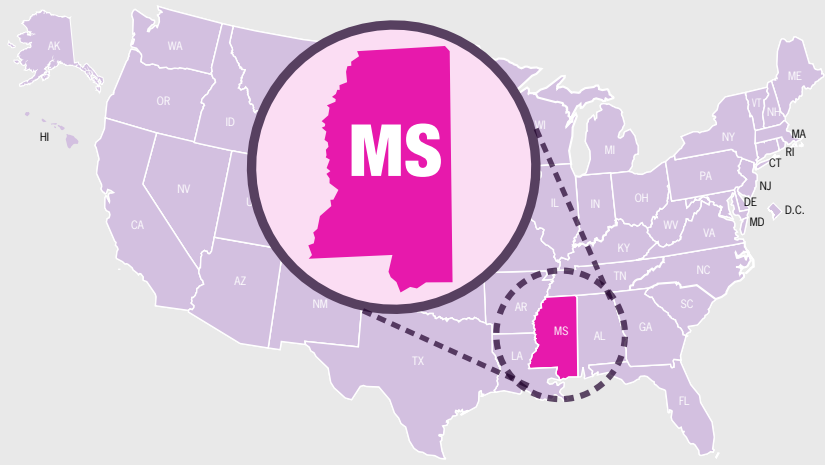 AK
WA
ME
OR
VT
NH
ID
WI
NY
MA
HI
MS
MI
RI
CT
PA
NV
OH
NJ
IL
IN
DE
D.C.
CA
WV
MD
VA
KY
NC
AZ
TN
NM
AR
SC
MS
AL
GA
LA
TX
FL